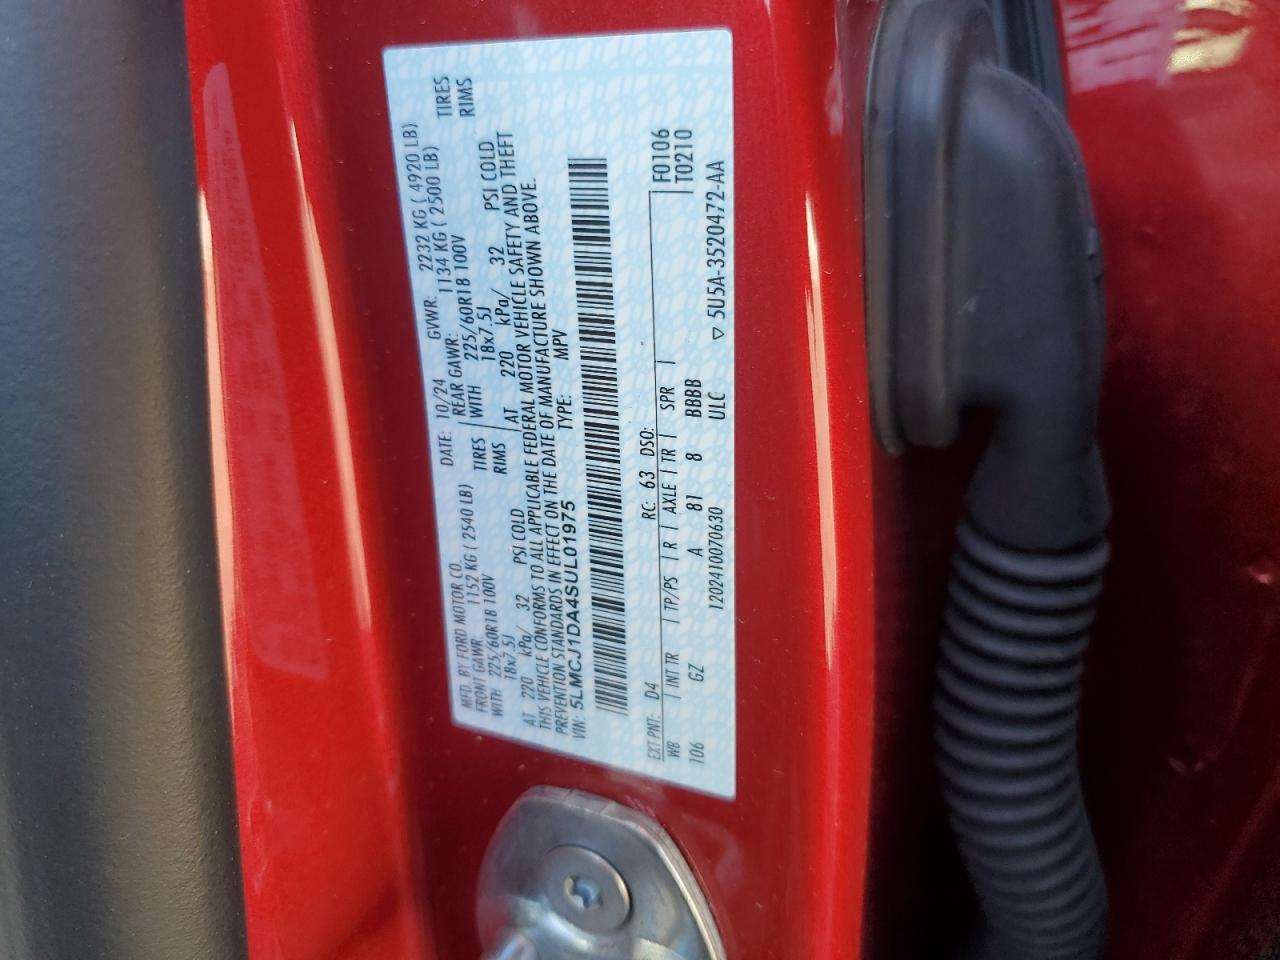 MFD. BY FORD MOTOR CO. DATE: 10/24 GVWR: 2232 KG ( 4920 LB)
FRONT GAWR: 1152 KG ( 2540 LB) REAR GAWR: 1134 KG ( 2500 LB)
WITH 225/60R18 100V TIRES WITH 225/60R18 100V TIRES
18x7.5J RIMS 18x7.5J RIMS
AT 220 kPa/ 32 PSI COLD AT 220 kPa/ 32 PSI COLD
THIS VEHICLE CONFORMS TO ALL APPLICABLE FEDERAL MOTOR VEHICLE SAFETY AND THEFT
PREVENTION STANDARDS IN EFFECT ON THE DATE OF MANUFACTURE SHOWN ABOVE.
VIN: 5LMCJ1DA4SUL01975 TYPE: MPV
EXT PNT: D4 RC: 63 DSO: F0106
WB INT TR TP/PS R AXLE TR SPR T0210
106 GZ A 81 8 BBBB
1202410070630 ULC ▽ 5U5A-3520472-AA